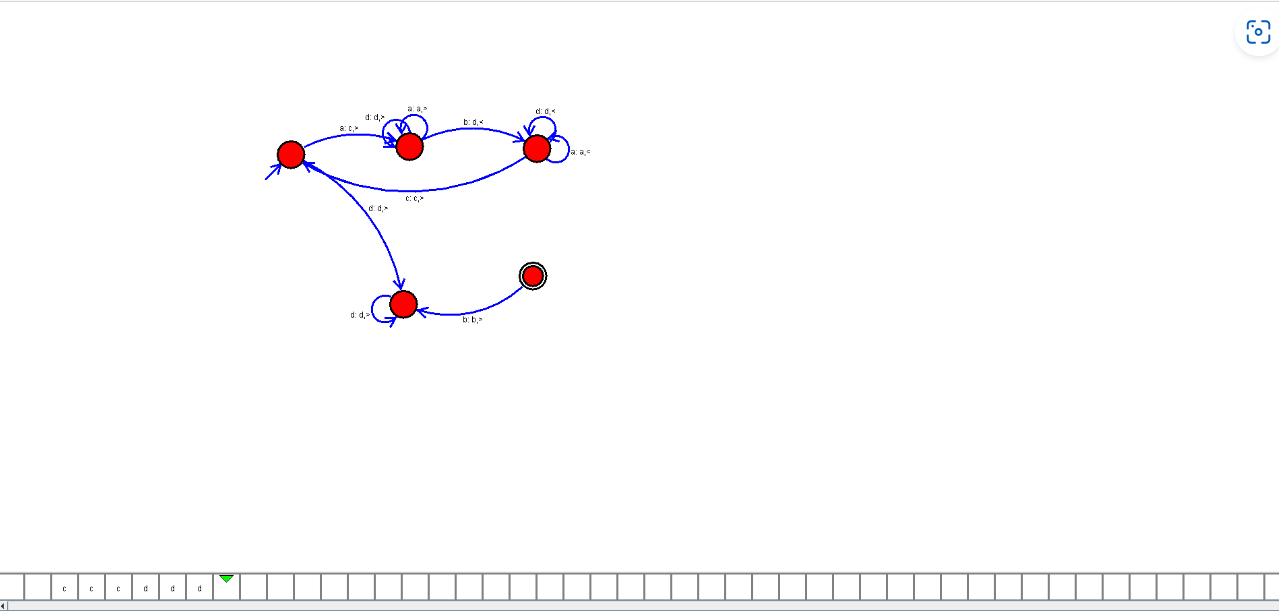 a: a,>
d: d,>
a: c,>
b: d,<
d: d,<
a: a,<
c: c,>
d: d,>
d: d,>
b: b,>
c c c d d d